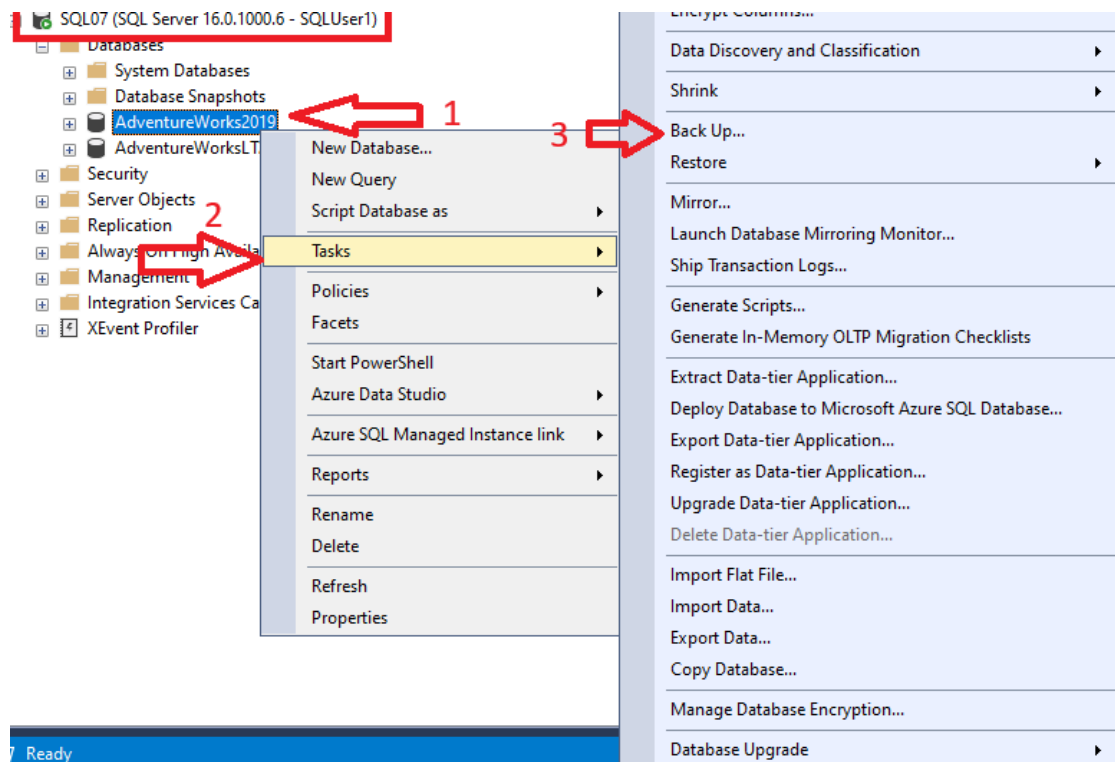 SQL07 (SQL Server 16.0.1000.6 - SQLUser1)
Databases
System Databases
Database Snapshots
AdventureWorks2019
AdventureWorksLT
Security
Server Objects
Replication
Always On High Availa
Management
Integration Services Ca
XEvent Profiler
1
2
3
New Database...
New Query
Script Database as
Tasks
Policies
Facets
Start PowerShell
Azure Data Studio
Azure SQL Managed Instance link
Reports
Rename
Delete
Refresh
Properties
Encrypt Columns...
Data Discovery and Classification
Shrink
Back Up...
Restore
Mirror...
Launch Database Mirroring Monitor...
Ship Transaction Logs...
Generate Scripts...
Generate In-Memory OLTP Migration Checklists
Extract Data-tier Application...
Deploy Database to Microsoft Azure SQL Database...
Export Data-tier Application...
Register as Data-tier Application...
Upgrade Data-tier Application...
Delete Data-tier Application...
Import Flat File...
Import Data...
Export Data...
Copy Database...
Manage Database Encryption...
Database Upgrade
Ready